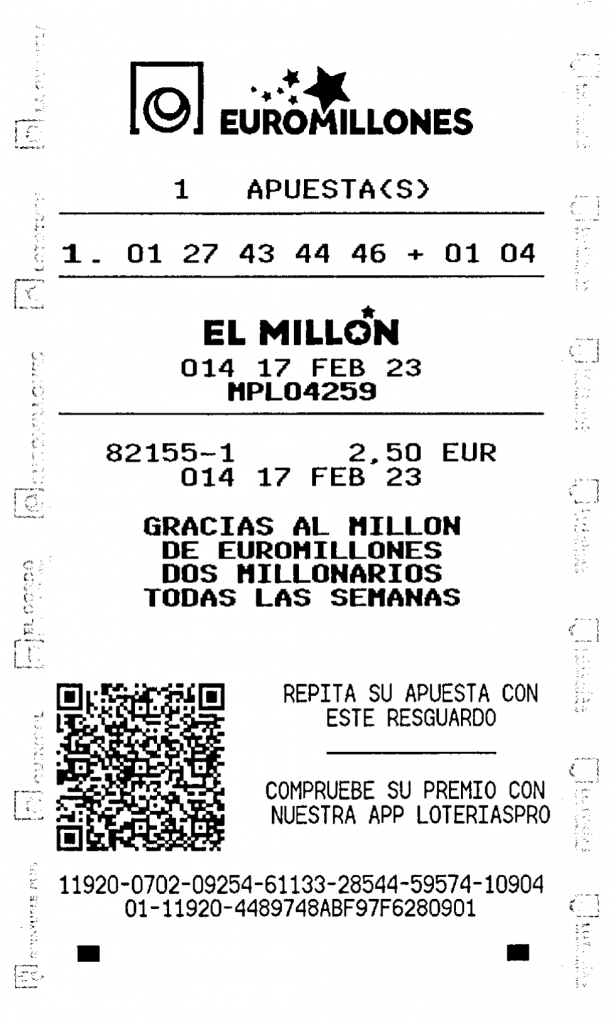 EUROMILLONES
1 APUESTA(S)
1. 01 27 43 44 46 + 01 04
EL MILLÓN
014 17 FEB 23
MPL04259
82155-1 2,50 EUR
014 17 FEB 23
GRACIAS AL MILLON
DE EUROMILLONES
DOS MILLONARIOS
TODAS LAS SEMANAS
REPITA SU APUESTA CON
ESTE RESGUARDO
COMPRUEBE SU PREMIO CON
NUESTRA APP LOTERIASPRO
11920-0702-09254-61133-28544-59574-10904
01-11920-4489748ABF97F6280901
EL GORDO